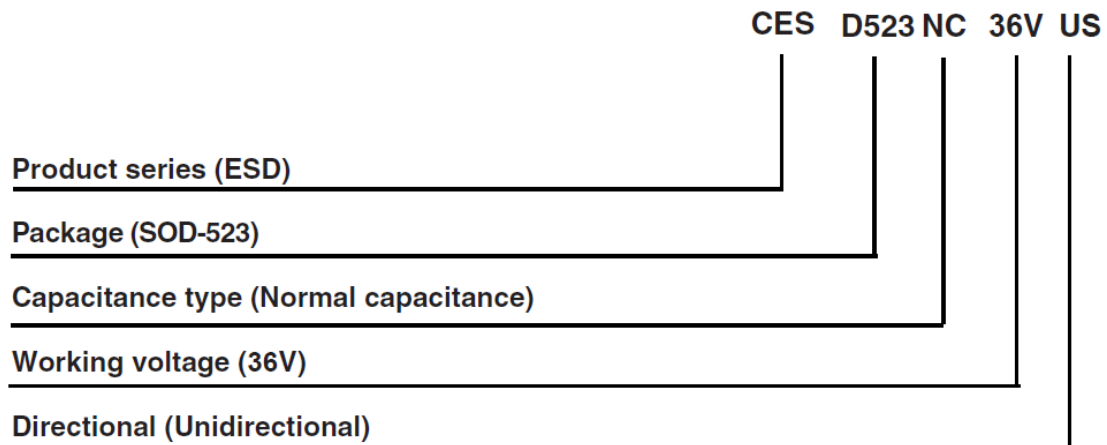 CES D523 NC 36V US
Product series (ESD)
Package (SOD-523)
Capacitance type (Normal capacitance)
Working voltage (36V)
Directional (Unidirectional)